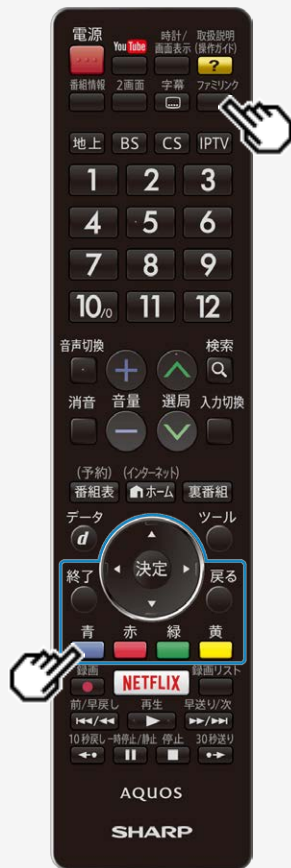 電源 You Tube 時計/画面表示 取扱説明(操作ガイド)
?
番組情報 2画面 字幕 ファミリンク
地上 BS CS IPTV
1 2 3
4 5 6
7 8 9
10/0 11 12
音声切換 検索
+
消音 音量 選局 入力切換
−
(予約) (インターネット)
番組表 ホーム 裏番組
データ ツール
d
決定
終了 戻る
青 赤 緑 黄
録画 NETFLIX 録画リスト
前/早戻し 再生 早送り/次
10秒戻し 一時停止/静止 停止 30秒送り
AQUOS
SHARP